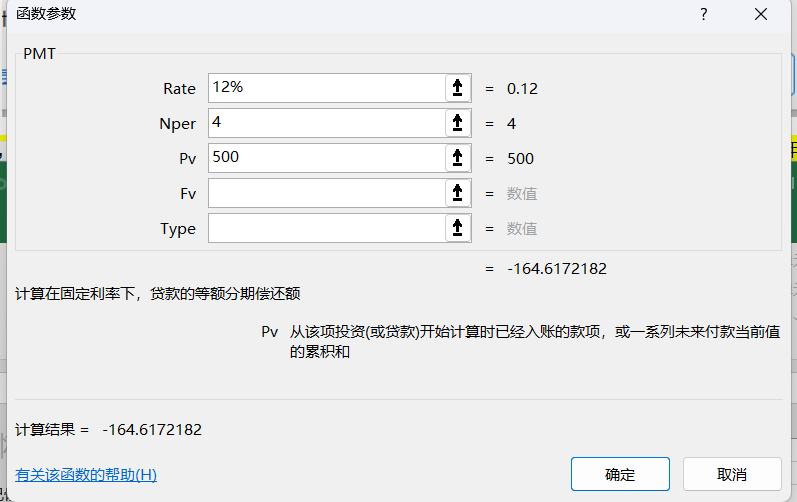 函数参数
? ×
PMT
Rate 12% = 0.12
Nper 4 = 4
Pv 500 = 500
Fv = 数值
Type = 数值
= -164.6172182
计算在固定利率下，贷款的等额分期偿还额
Pv 从该项投资(或贷款)开始计算时已经入账的款项，或一系列未来付款当前值
的累积和
计算结果 = -164.6172182
有关该函数的帮助(H)
确定 取消